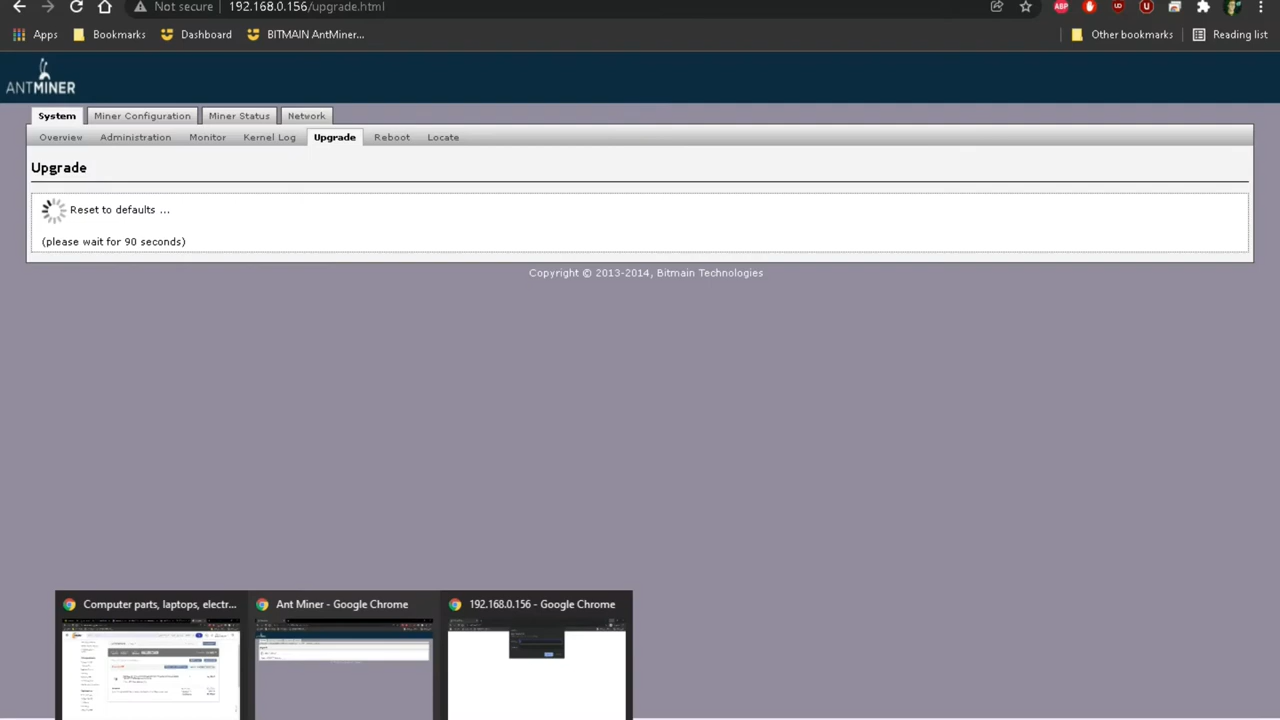 Not secure 192.168.0.156/upgrade.html
Apps Bookmarks Dashboard BITMAIN AntMiner... Other bookmarks Reading list
ANTMINER
System Miner Configuration Miner Status Network
Overview Administration Monitor Kernel Log Upgrade Reboot Locate
Upgrade
Reset to defaults ...
(please wait for 90 seconds)
Copyright © 2013-2014, Bitmain Technologies
Computer parts, laptops, electr... Ant Miner - Google Chrome 192.168.0.156 - Google Chrome